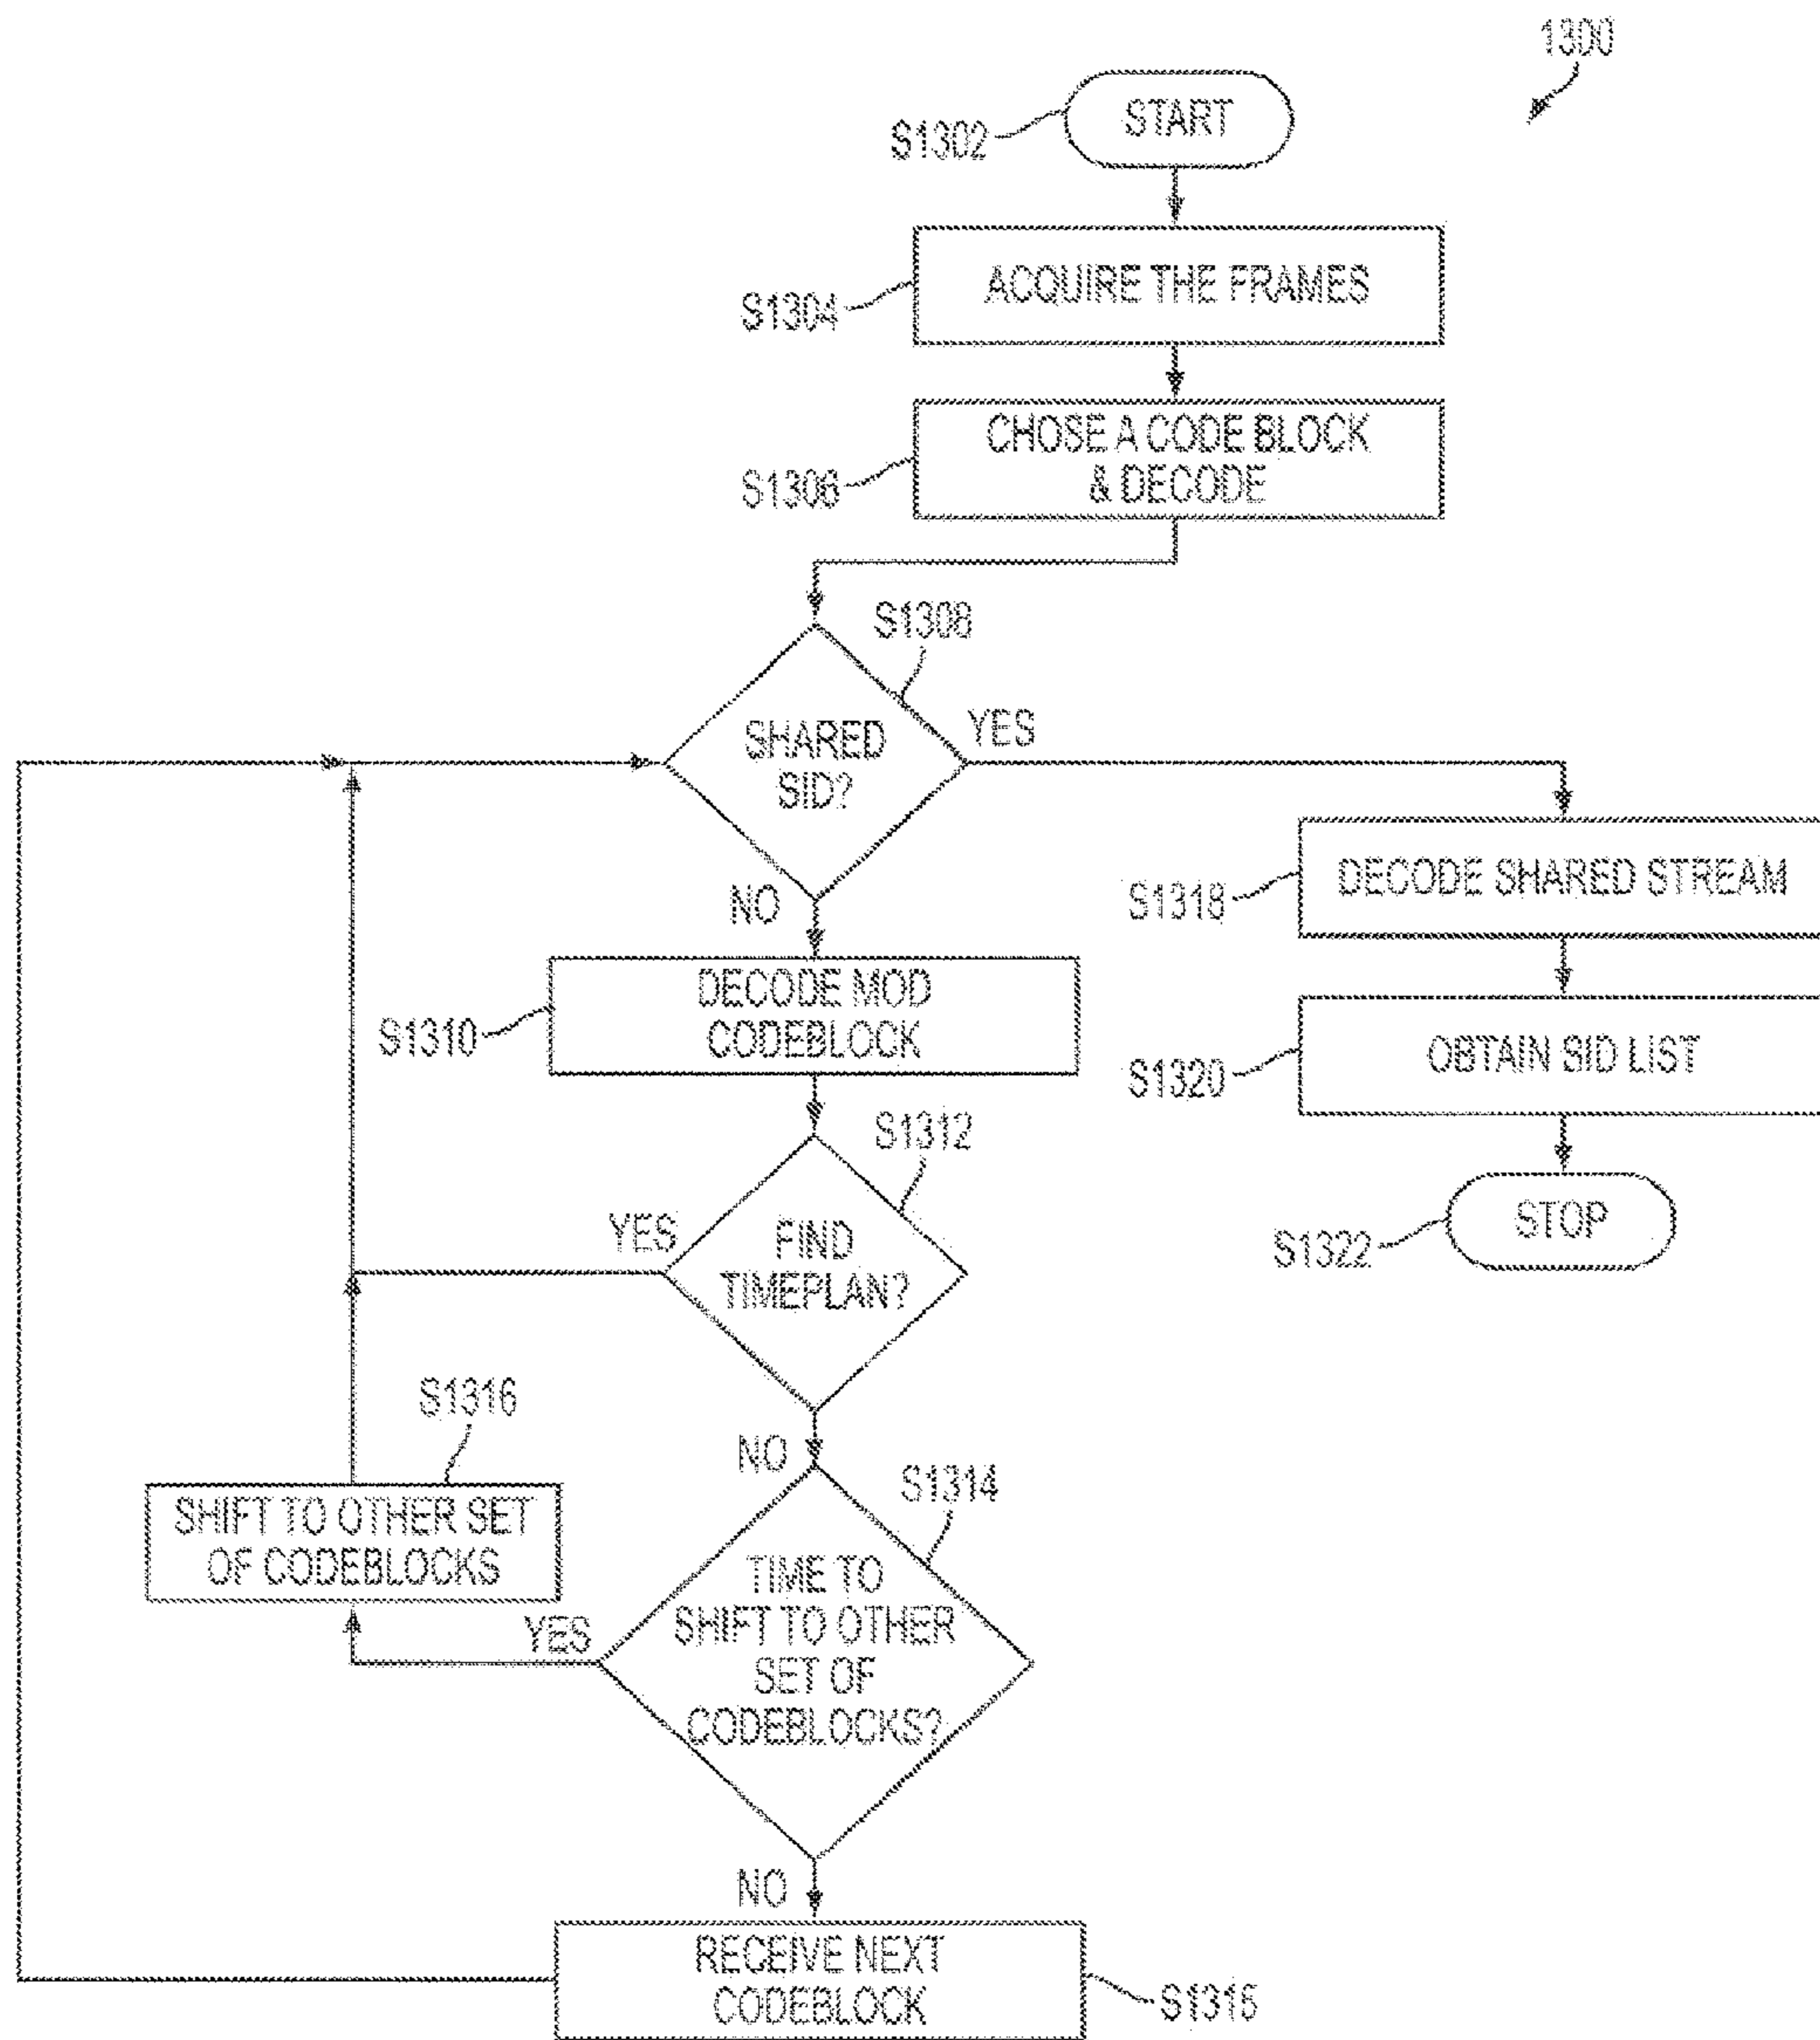 1300
START
S1302
ACQUIRE THE FRAMES
S1304
CHOSE A CODE BLOCK
& DECODE
S1306
S1308
SHARED
SID?
YES
NO
DECODE SHARED STREAM
S1318
DECODE MOD
CODEBLOCK
S1310
OBTAIN SID LIST
S1320
S1312
FIND
TIMEPLAN?
YES
NO
STOP
S1322
S1316
SHIFT TO OTHER SET
OF CODEBLOCKS
S1314
TIME TO
SHIFT TO OTHER
SET OF
CODEBLOCKS?
YES
NO
RECEIVE NEXT
CODEBLOCK
S1315